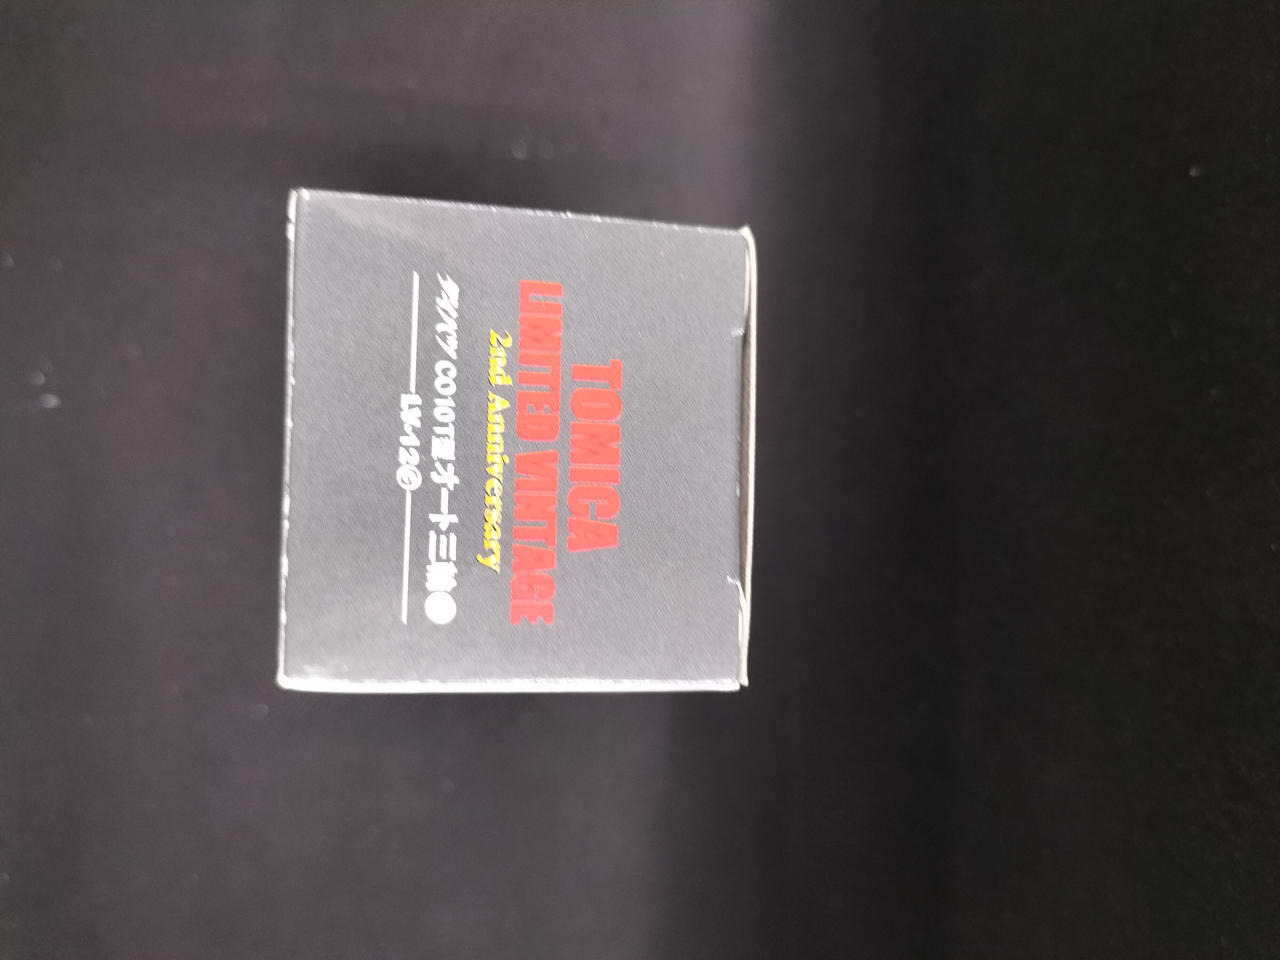 TOMICA
LIMITED VINTAGE
2nd Anniversary
ダイハツ CO10T型オート三輪●
LV-12ⓒ